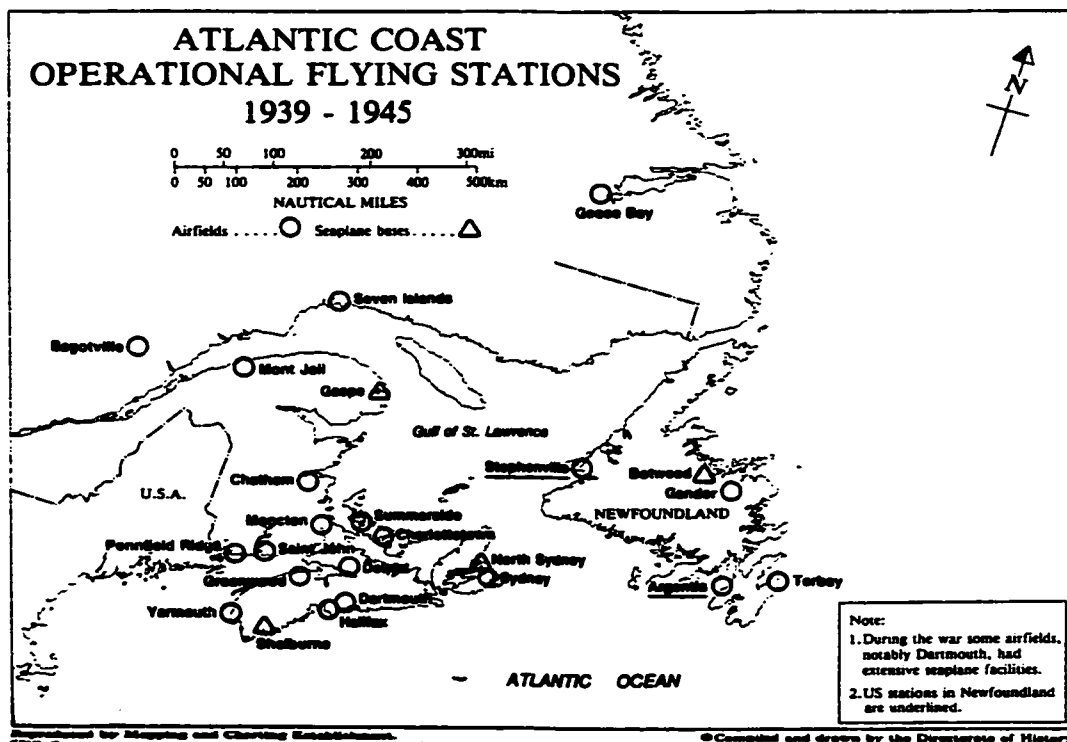 ATLANTIC COAST
OPERATIONAL FLYING STATIONS
1939 - 1945
N
0 50 100 200 300mi
0 50 100 200 300 400 500km
NAUTICAL MILES
Airfields ..... Seaplane bases .....
Goose Bay
Seven Islands
Bagotville
Mont Joli
Gaspe
Gulf of St. Lawrence
Stephenville
Botwood
Gander
Chatham
U.S.A.
NEWFOUNDLAND
Moncton
Summerside
Charlottetown
Pennfield Ridge
Saint John
Debert
North Sydney
Sydney
Greenwood
Argentia
Torbay
Yarmouth
Dartmouth
Halifax
Shelburne
ATLANTIC OCEAN
Note:
1. During the war some airfields,
notably Dartmouth, had
extensive seaplane facilities.
2. US stations in Newfoundland
are underlined.
Reproduced by Mapping and Charting Establishment.
©Compiled and drawn by the Directorate of History